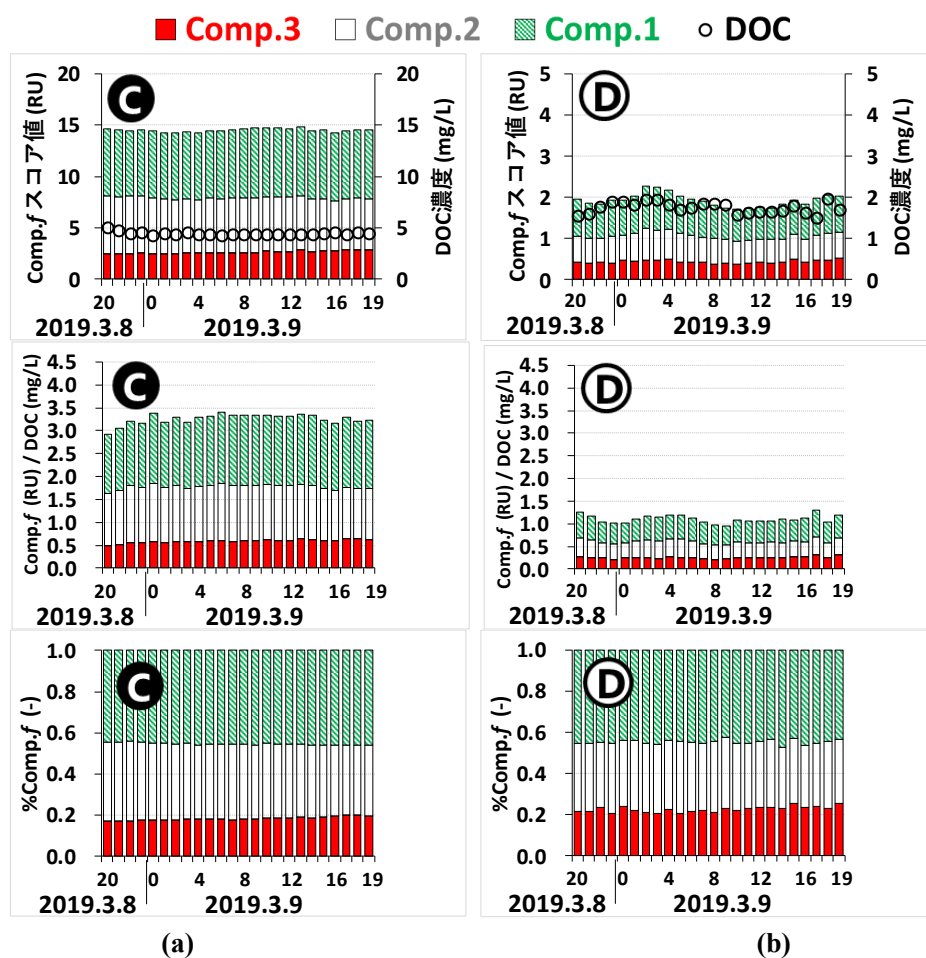 Comp.3 Comp.2 Comp.1 DOC
Comp.f スコア値 (RU)
20
15
10
5
0
C
20
15
10
5
0
DOC濃度 (mg/L)
20 0 4 8 12 16 19
2019.3.8 2019.3.9
Comp.f スコア値 (RU)
5
4
3
2
1
0
D
5
4
3
2
1
0
DOC濃度 (mg/L)
20 0 4 8 12 16 19
2019.3.8 2019.3.9
Comp.f (RU) / DOC (mg/L)
4.5
4.0
3.5
3.0
2.5
2.0
1.5
1.0
0.5
0.0
C
20 0 4 8 12 16 19
2019.3.8 2019.3.9
Comp.f (RU) / DOC (mg/L)
4.5
4.0
3.5
3.0
2.5
2.0
1.5
1.0
0.5
0.0
D
20 0 4 8 12 16 19
2019.3.8 2019.3.9
%Comp.f (-)
1.0
0.8
0.6
0.4
0.2
0.0
C
20 0 4 8 12 16 19
2019.3.8 2019.3.9
%Comp.f (-)
1.0
0.8
0.6
0.4
0.2
0.0
D
20 0 4 8 12 16 19
2019.3.8 2019.3.9
(a) (b)